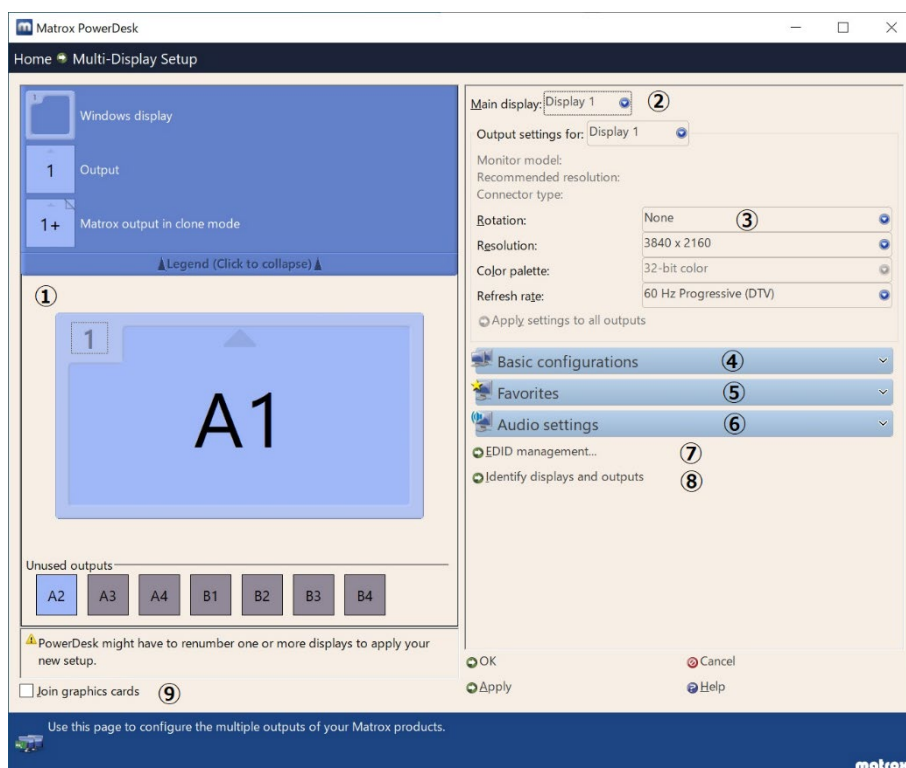 Matrox PowerDesk
Home Multi-Display Setup
1
Windows display
1 Output
1+ Matrox output in clone mode
Legend (Click to collapse)
①
1
A1
Unused outputs
A2 A3 A4 B1 B2 B3 B4
PowerDesk might have to renumber one or more displays to apply your
new setup.
Join graphics cards ⑨
Main display: Display 1 ②
Output settings for: Display 1
Monitor model:
Recommended resolution:
Connector type:
Rotation: None ③
Resolution: 3840 x 2160
Color palette: 32-bit color
Refresh rate: 60 Hz Progressive (DTV)
Apply settings to all outputs
Basic configurations ④
Favorites ⑤
Audio settings ⑥
EDID management... ⑦
Identify displays and outputs ⑧
OK Cancel
Apply Help
Use this page to configure the multiple outputs of your Matrox products.
matrox